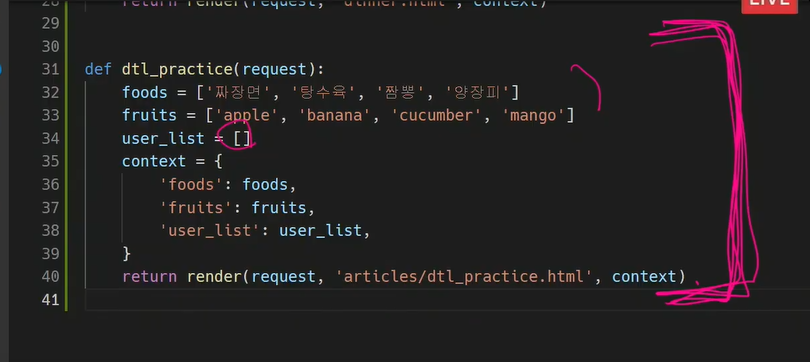 28 return render(request, 'dinner.html', context)
LIVE
29
30
31 def dtl_practice(request):
32 foods = ['짜장면', '탕수육', '짬뽕', '양장피']
33 fruits = ['apple', 'banana', 'cucumber', 'mango']
34 user_list = []
35 context = {
36 'foods': foods,
37 'fruits': fruits,
38 'user_list': user_list,
39 }
40 return render(request, 'articles/dtl_practice.html', context)
41